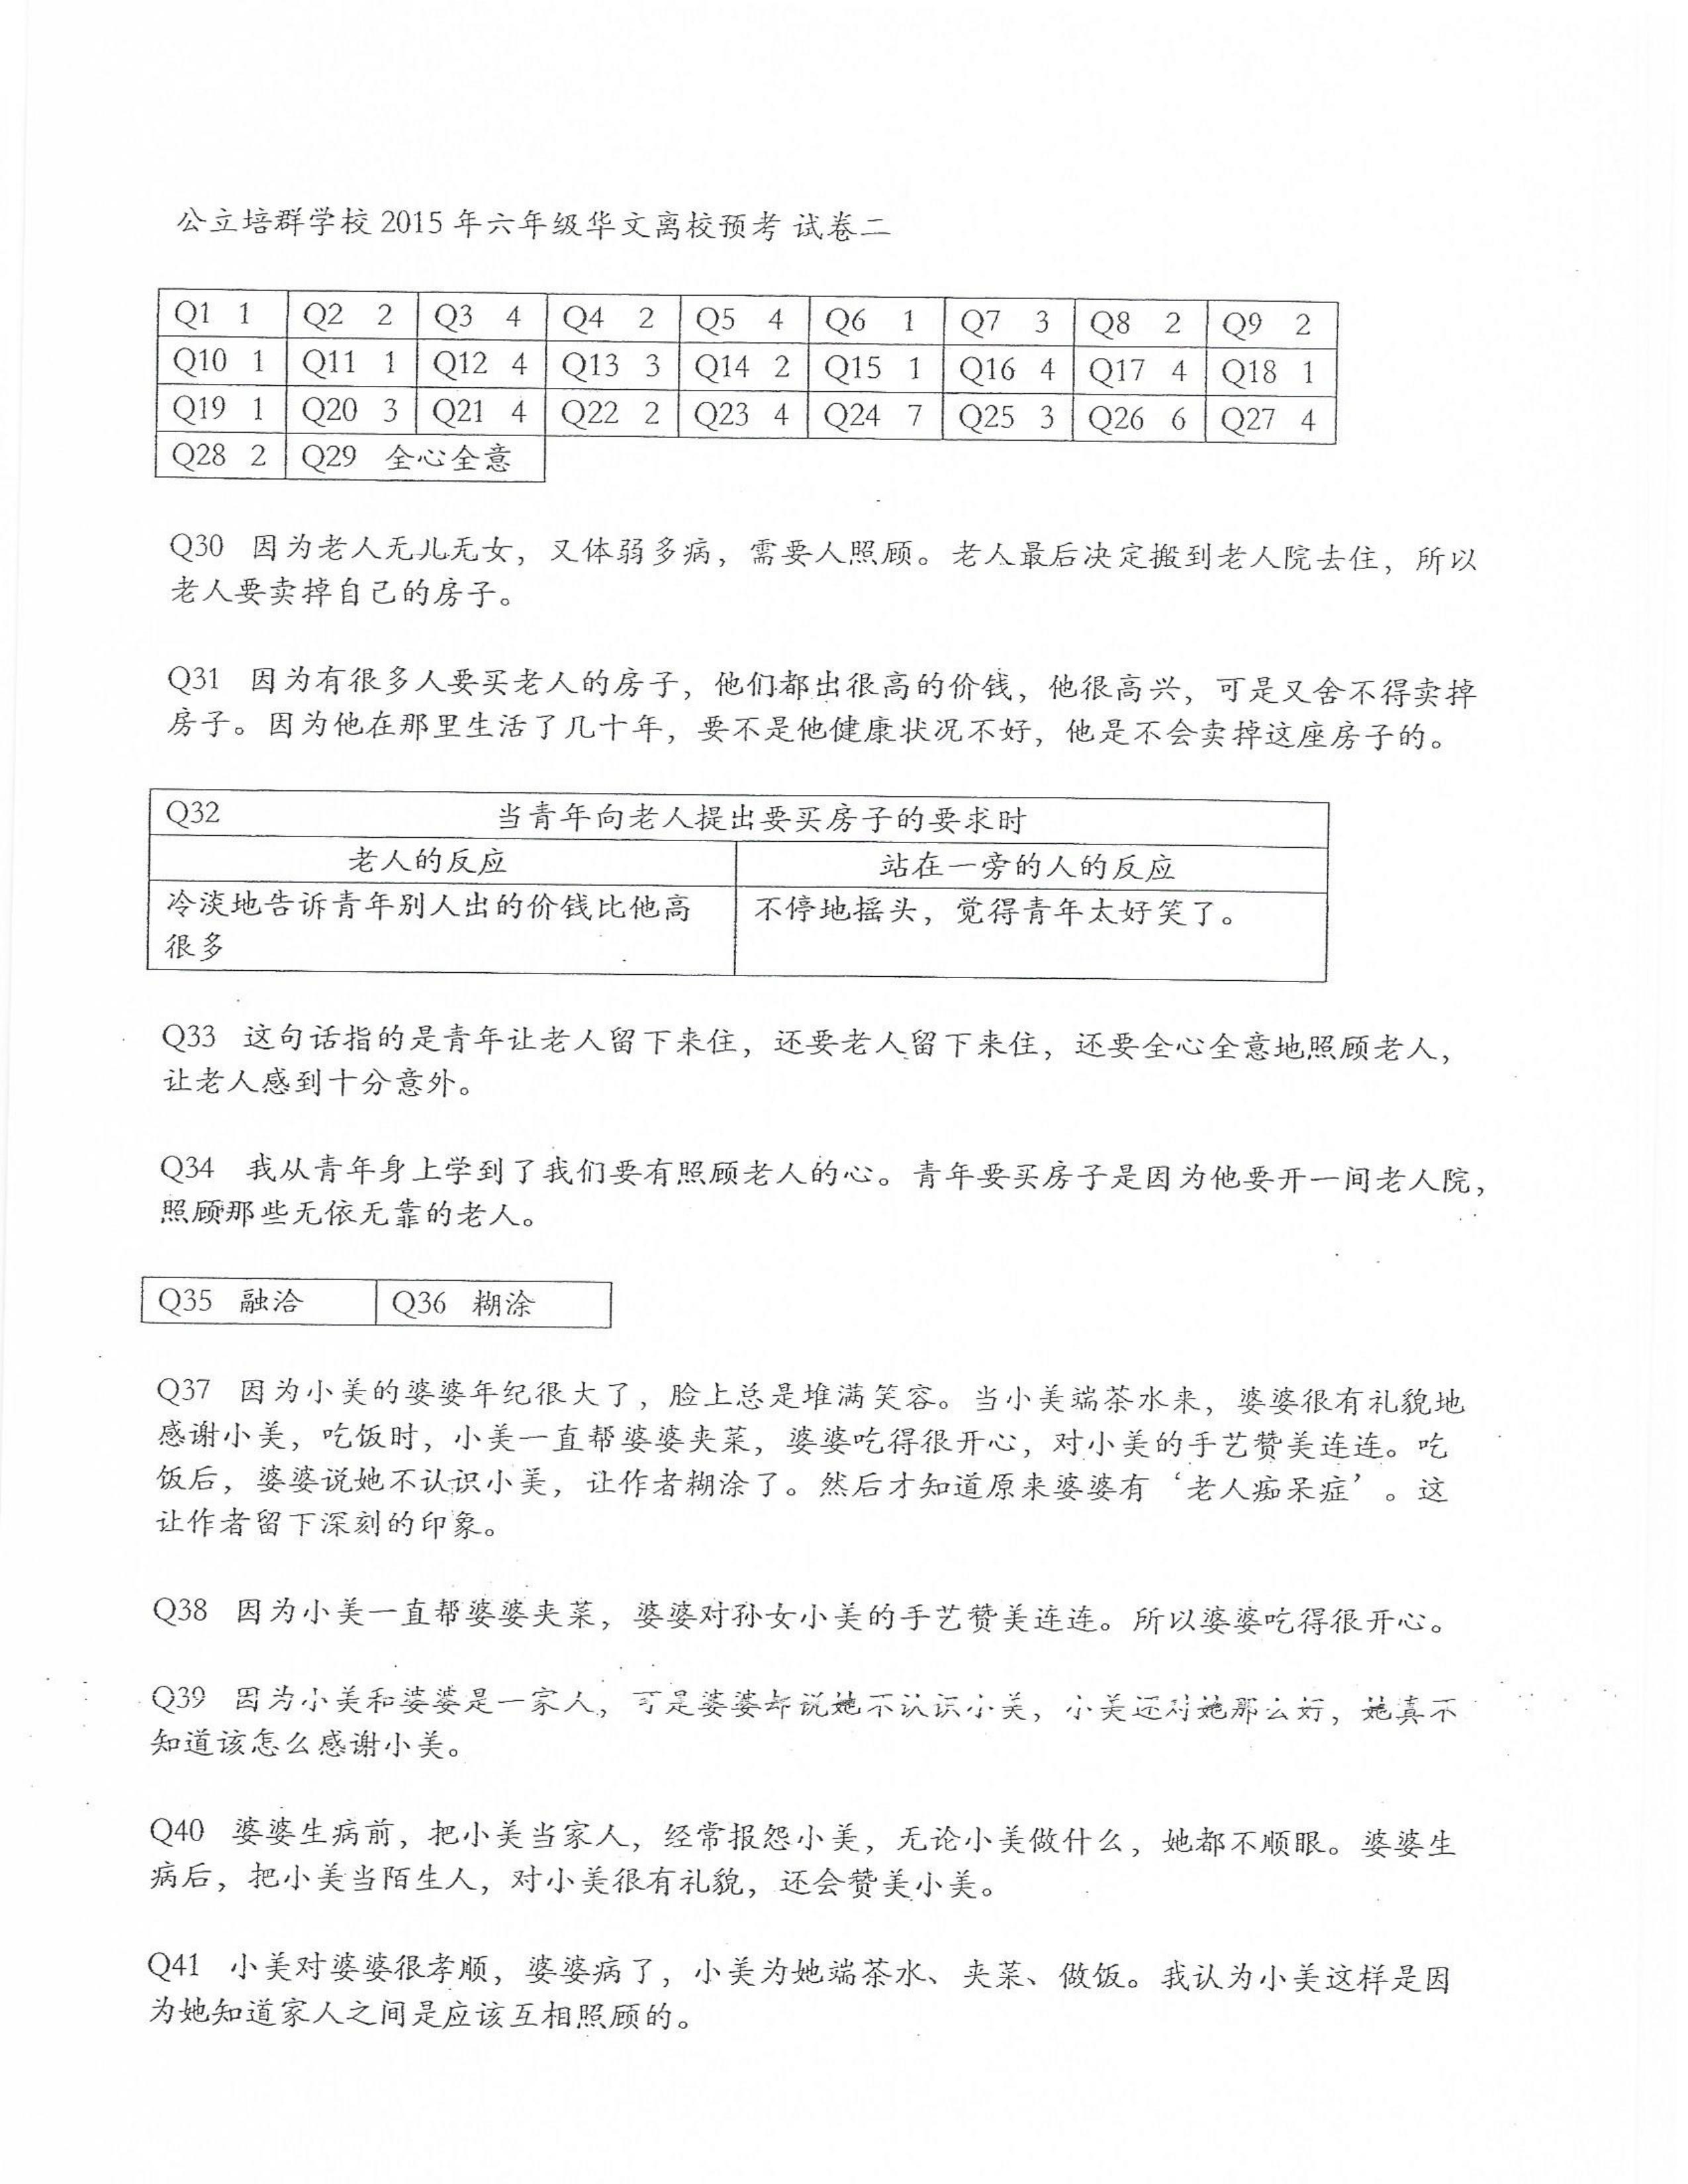 公立培群学校 2015 年六年级华文离校预考 试卷二
Q1 1 Q2 2 Q3 4 Q4 2 Q5 4 Q6 1 Q7 3 Q8 2 Q9 2
Q10 1 Q11 1 Q12 4 Q13 3 Q14 2 Q15 1 Q16 4 Q17 4 Q18 1
Q19 1 Q20 3 Q21 4 Q22 2 Q23 4 Q24 7 Q25 3 Q26 6 Q27 4
Q28 2 Q29 全心全意
Q30 因为老人无儿无女，又体弱多病，需要人照顾。老人最后决定搬到老人院去住，所以
老人要卖掉自己的房子。
Q31 因为有很多人要买老人的房子，他们都出很高的价钱，他很高兴，可是又舍不得卖掉
房子。因为他在那里生活了几十年，要不是他健康状况不好，他是不会卖掉这座房子的。
Q32 当青年向老人提出要买房子的要求时
老人的反应 站在一旁的人的反应
冷淡地告诉青年别人出的价钱比他高 不停地摇头，觉得青年太好笑了。
很多
Q33 这句话指的是青年让老人留下来住，还要老人留下来住，还要全心全意地照顾老人，
让老人感到十分意外。
Q34 我从青年身上学到了我们要有照顾老人的心。青年要买房子是因为他要开一间老人院，
照顾那些无依无靠的老人。
Q35 融洽 Q36 糊涂
Q37 因为小美的婆婆年纪很大了，脸上总是堆满笑容。当小美端茶水来，婆婆很有礼貌地
感谢小美，吃饭时，小美一直帮婆婆夹菜，婆婆吃得很开心，对小美的手艺赞美连连。吃
饭后，婆婆说她不认识小美，让作者糊涂了。然后才知道原来婆婆有‘老人痴呆症’。这
让作者留下深刻的印象。
Q38 因为小美一直帮婆婆夹菜，婆婆对孙女小美的手艺赞美连连。所以婆婆吃得很开心。
Q39 因为小美和婆婆是一家人，可是婆婆却说她不认识小美，小美还对她那么好，她真不
知道该怎么感谢小美。
Q40 婆婆生病前，把小美当家人，经常报怨小美，无论小美做什么，她都不顺眼。婆婆生
病后，把小美当陌生人，对小美很有礼貌，还会赞美小美。
Q41 小美对婆婆很孝顺，婆婆病了，小美为她端茶水、夹菜、做饭。我认为小美这样是因
为她知道家人之间是应该互相照顾的。